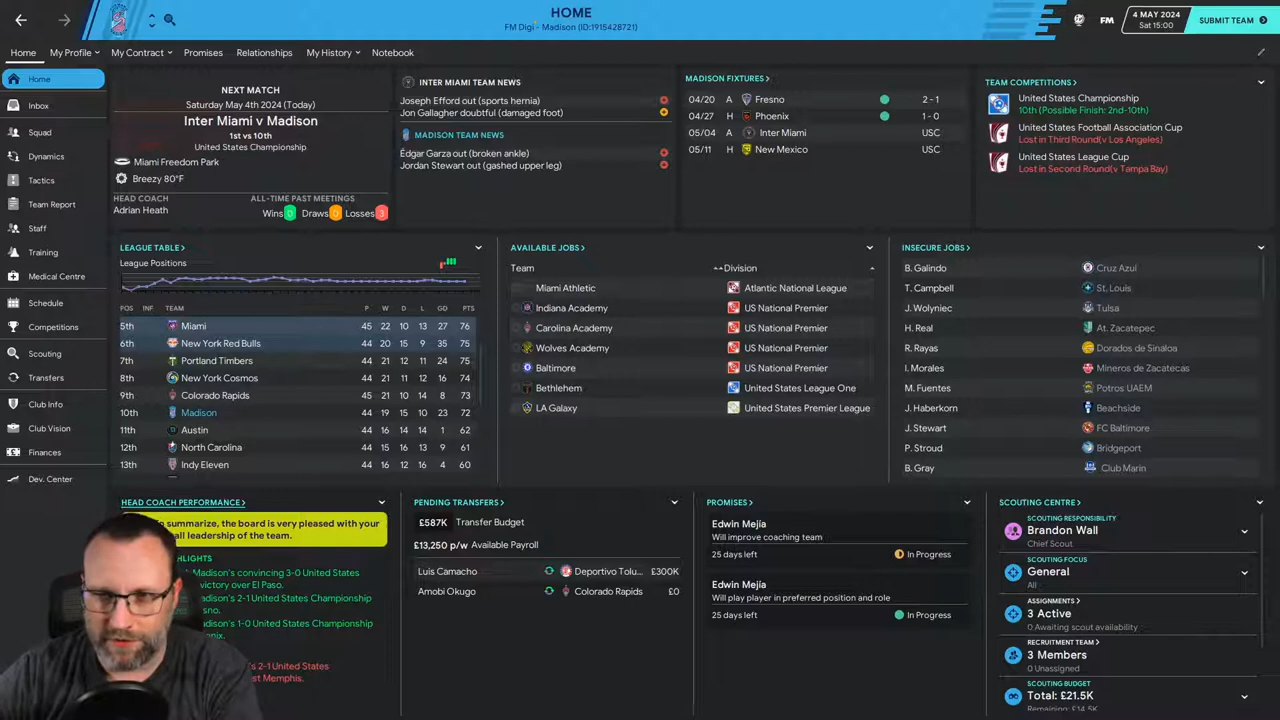 HOME
FM Digi - Madison (ID:1915428721)
FM
4 MAY 2024
Sat 15:00
SUBMIT TEAM
Home
My Profile
My Contract
Promises
Relationships
My History
Notebook
Home
Inbox
Squad
Dynamics
Tactics
Team Report
Staff
Training
Medical Centre
Schedule
Competitions
Scouting
Transfers
Club Info
Club Vision
Finances
Dev. Center
NEXT MATCH
Saturday May 4th 2024 (Today)
Inter Miami v Madison
1st vs 10th
United States Championship
Miami Freedom Park
Breezy 80°F
HEAD COACH
Adrian Heath
ALL-TIME PAST MEETINGS
Wins 0 Draws 0 Losses 3
INTER MIAMI TEAM NEWS
Joseph Efford out (sports hernia)
Jon Gallagher doubtful (damaged foot)
MADISON TEAM NEWS
Édgar Garza out (broken ankle)
Jordan Stewart out (gashed upper leg)
MADISON FIXTURES
04/20 A Fresno 2 - 1
04/27 H Phoenix 1 - 0
05/04 A Inter Miami USC
05/11 H New Mexico USC
TEAM COMPETITIONS
United States Championship
10th (Possible Finish: 2nd-10th)
United States Football Association Cup
Lost in Third Round(v Los Angeles)
United States League Cup
Lost in Second Round(v Tampa Bay)
LEAGUE TABLE
League Positions
POS INF TEAM P W D L GD PTS
5th Miami 45 22 10 13 27 76
6th New York Red Bulls 44 20 15 9 35 75
7th Portland Timbers 44 21 12 11 24 75
8th New York Cosmos 44 21 11 12 16 74
9th Colorado Rapids 44 21 10 14 8 73
10th Madison 44 19 15 10 23 72
11th Austin 44 16 14 14 1 62
12th North Carolina 44 15 16 13 9 61
13th Indy Eleven 44 16 12 16 4 60
AVAILABLE JOBS
Team Division
Miami Athletic Atlantic National League
Indiana Academy US National Premier
Carolina Academy US National Premier
Wolves Academy US National Premier
Baltimore US National Premier
Bethlehem United States League One
LA Galaxy United States Premier League
INSECURE JOBS
B. Galindo Cruz Azul
T. Campbell St. Louis
J. Wolyniec Tulsa
H. Real At. Zacatepec
R. Rayas Dorados de Sinaloa
I. Morales Mineros de Zacatecas
M. Fuentes Potros UAEM
J. Haberkorn Beachside
J. Stewart FC Baltimore
P. Stroud Bridgeport
B. Gray Club Marin
HEAD COACH PERFORMANCE
To summarize, the board is very pleased with your
all leadership of the team.
HLIGHTS
Madison's convincing 3-0 United States
victory over El Paso.
Madison's 2-1 United States Championship
sno.
Madison's 1-0 United States Championship
enix.
's 2-1 United States
st Memphis.
PENDING TRANSFERS
£587K Transfer Budget
£13,250 p/w Available Payroll
Luis Camacho Deportivo Tolu... £300K
Amobi Okugo Colorado Rapids £0
PROMISES
Edwin Mejía
Will improve coaching team
25 days left In Progress
Edwin Mejía
Will play player in preferred position and role
25 days left In Progress
SCOUTING CENTRE
SCOUTING RESPONSIBILITY
Brandon Wall
Chief Scout
SCOUTING FOCUS
General
All
ASSIGNMENTS
3 Active
0 Awaiting scout availability
RECRUITMENT TEAM
3 Members
0 Unassigned
SCOUTING BUDGET
Total: £21.5K
Remaining: £14.5K